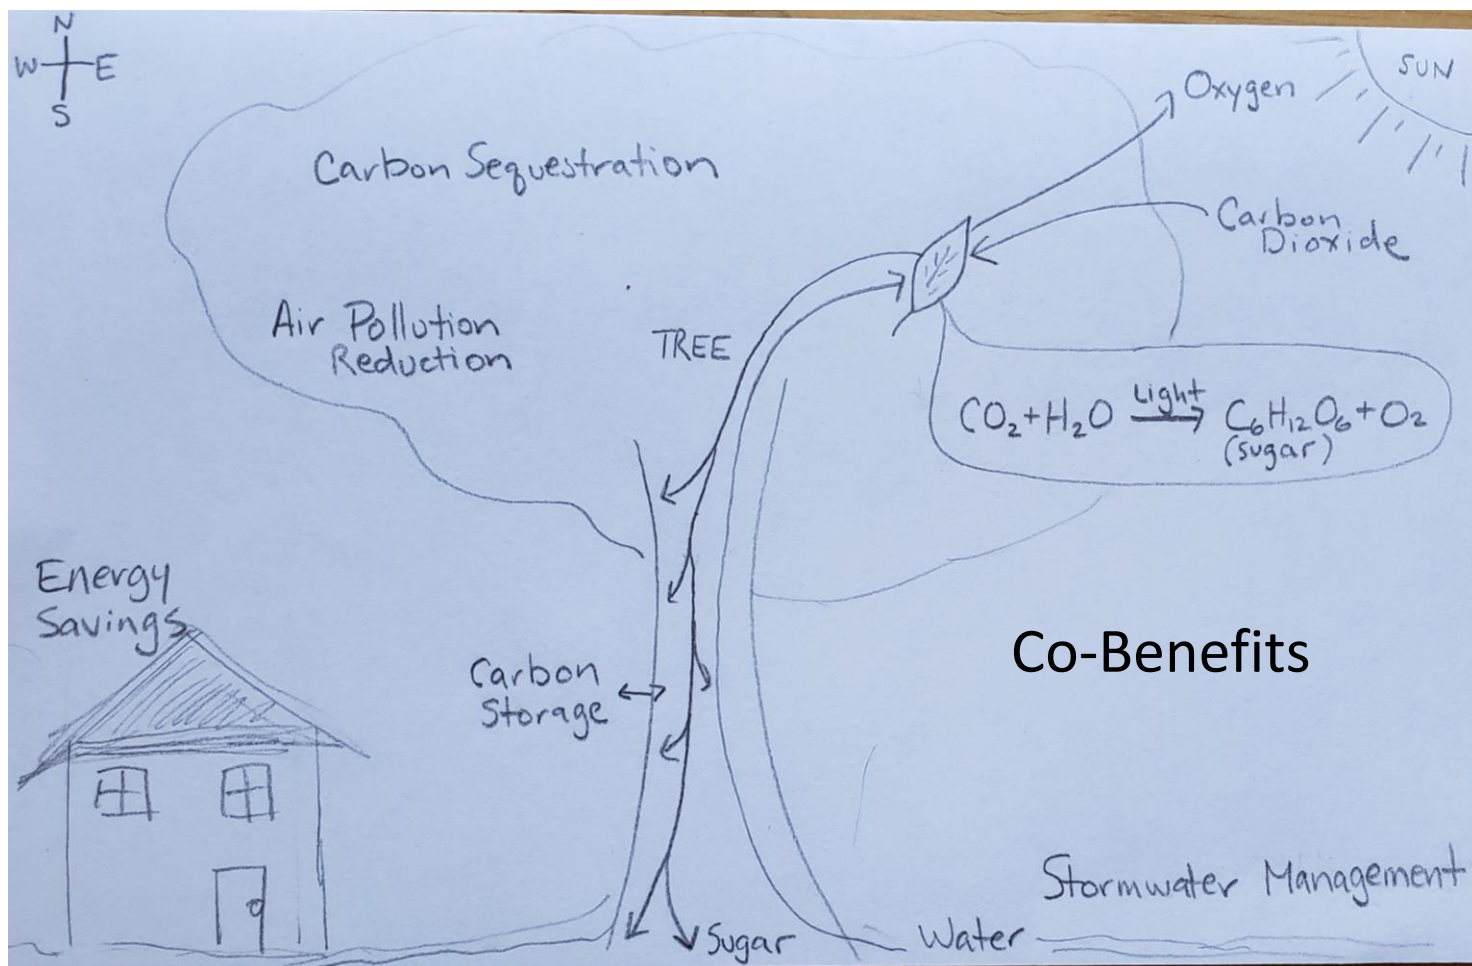 N
W E
S
SUN
Oxygen
Carbon Sequestration
Carbon
Dioxide
Air Pollution
Reduction
TREE
Light
CO₂+H₂O → C₆H₁₂O₆+O₂
(sugar)
Energy
Savings
Co-Benefits
Carbon
Storage
Stormwater Management
Sugar
Water